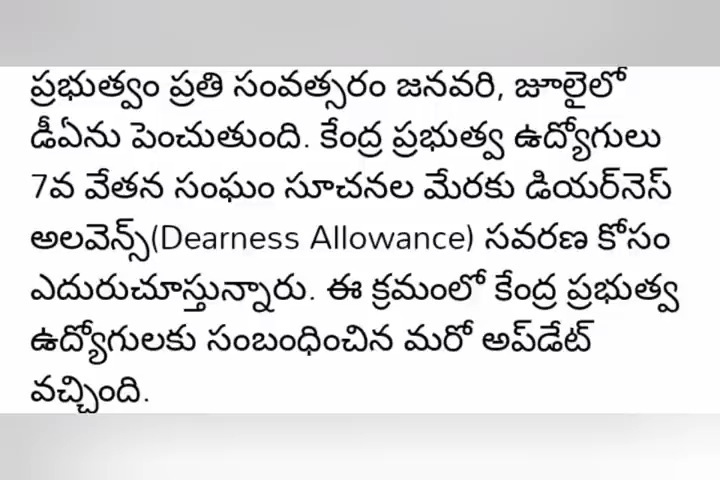 ప్రభుత్వం ప్రతి సంవత్సరం జనవరి, జూలైలో
డీఏను పెంచుతుంది. కేంద్ర ప్రభుత్వ ఉద్యోగులు
7వ వేతన సంఘం సూచనల మేరకు డియర్‌నెస్
అలవెన్స్(Dearness Allowance) సవరణ కోసం
ఎదురుచూస్తున్నారు. ఈ క్రమంలో కేంద్ర ప్రభుత్వ
ఉద్యోగులకు సంబంధించిన మరో అప్‌డేట్
వచ్చింది.